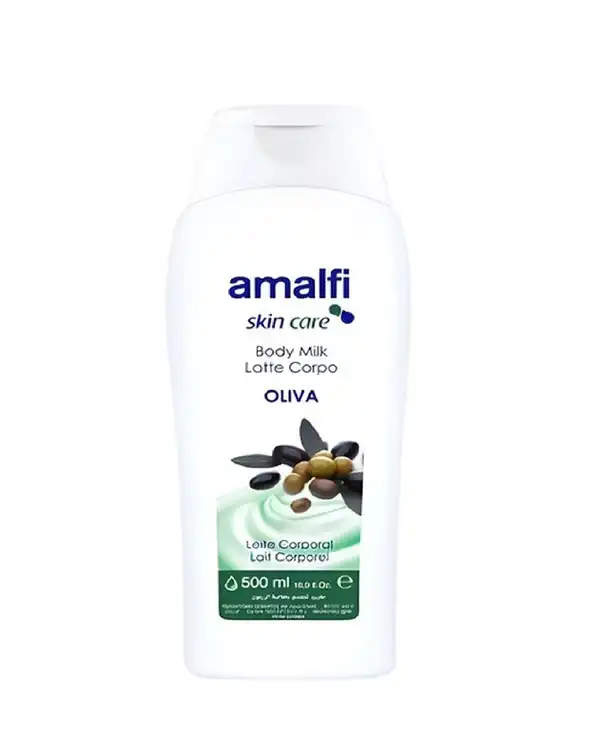 amalfi
skin care
Body Milk
Latte Corpo
OLIVA
Leite Corporal
Lait Corporel
500 ml e